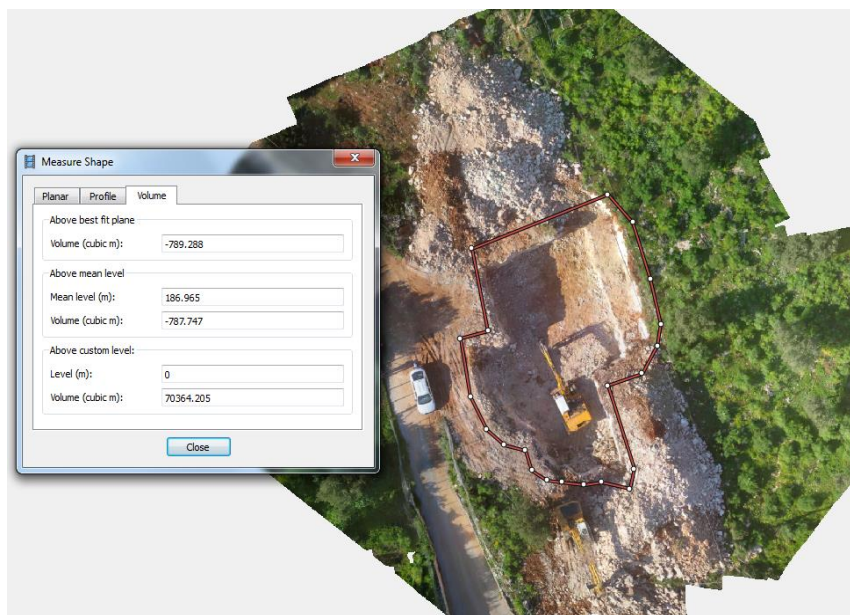 Measure Shape
Planar Profile Volume
Above best fit plane
Volume (cubic m): -789.288
Above mean level
Mean level (m): 186.965
Volume (cubic m): -787.747
Above custom level:
Level (m): 0
Volume (cubic m): 70364.205
Close